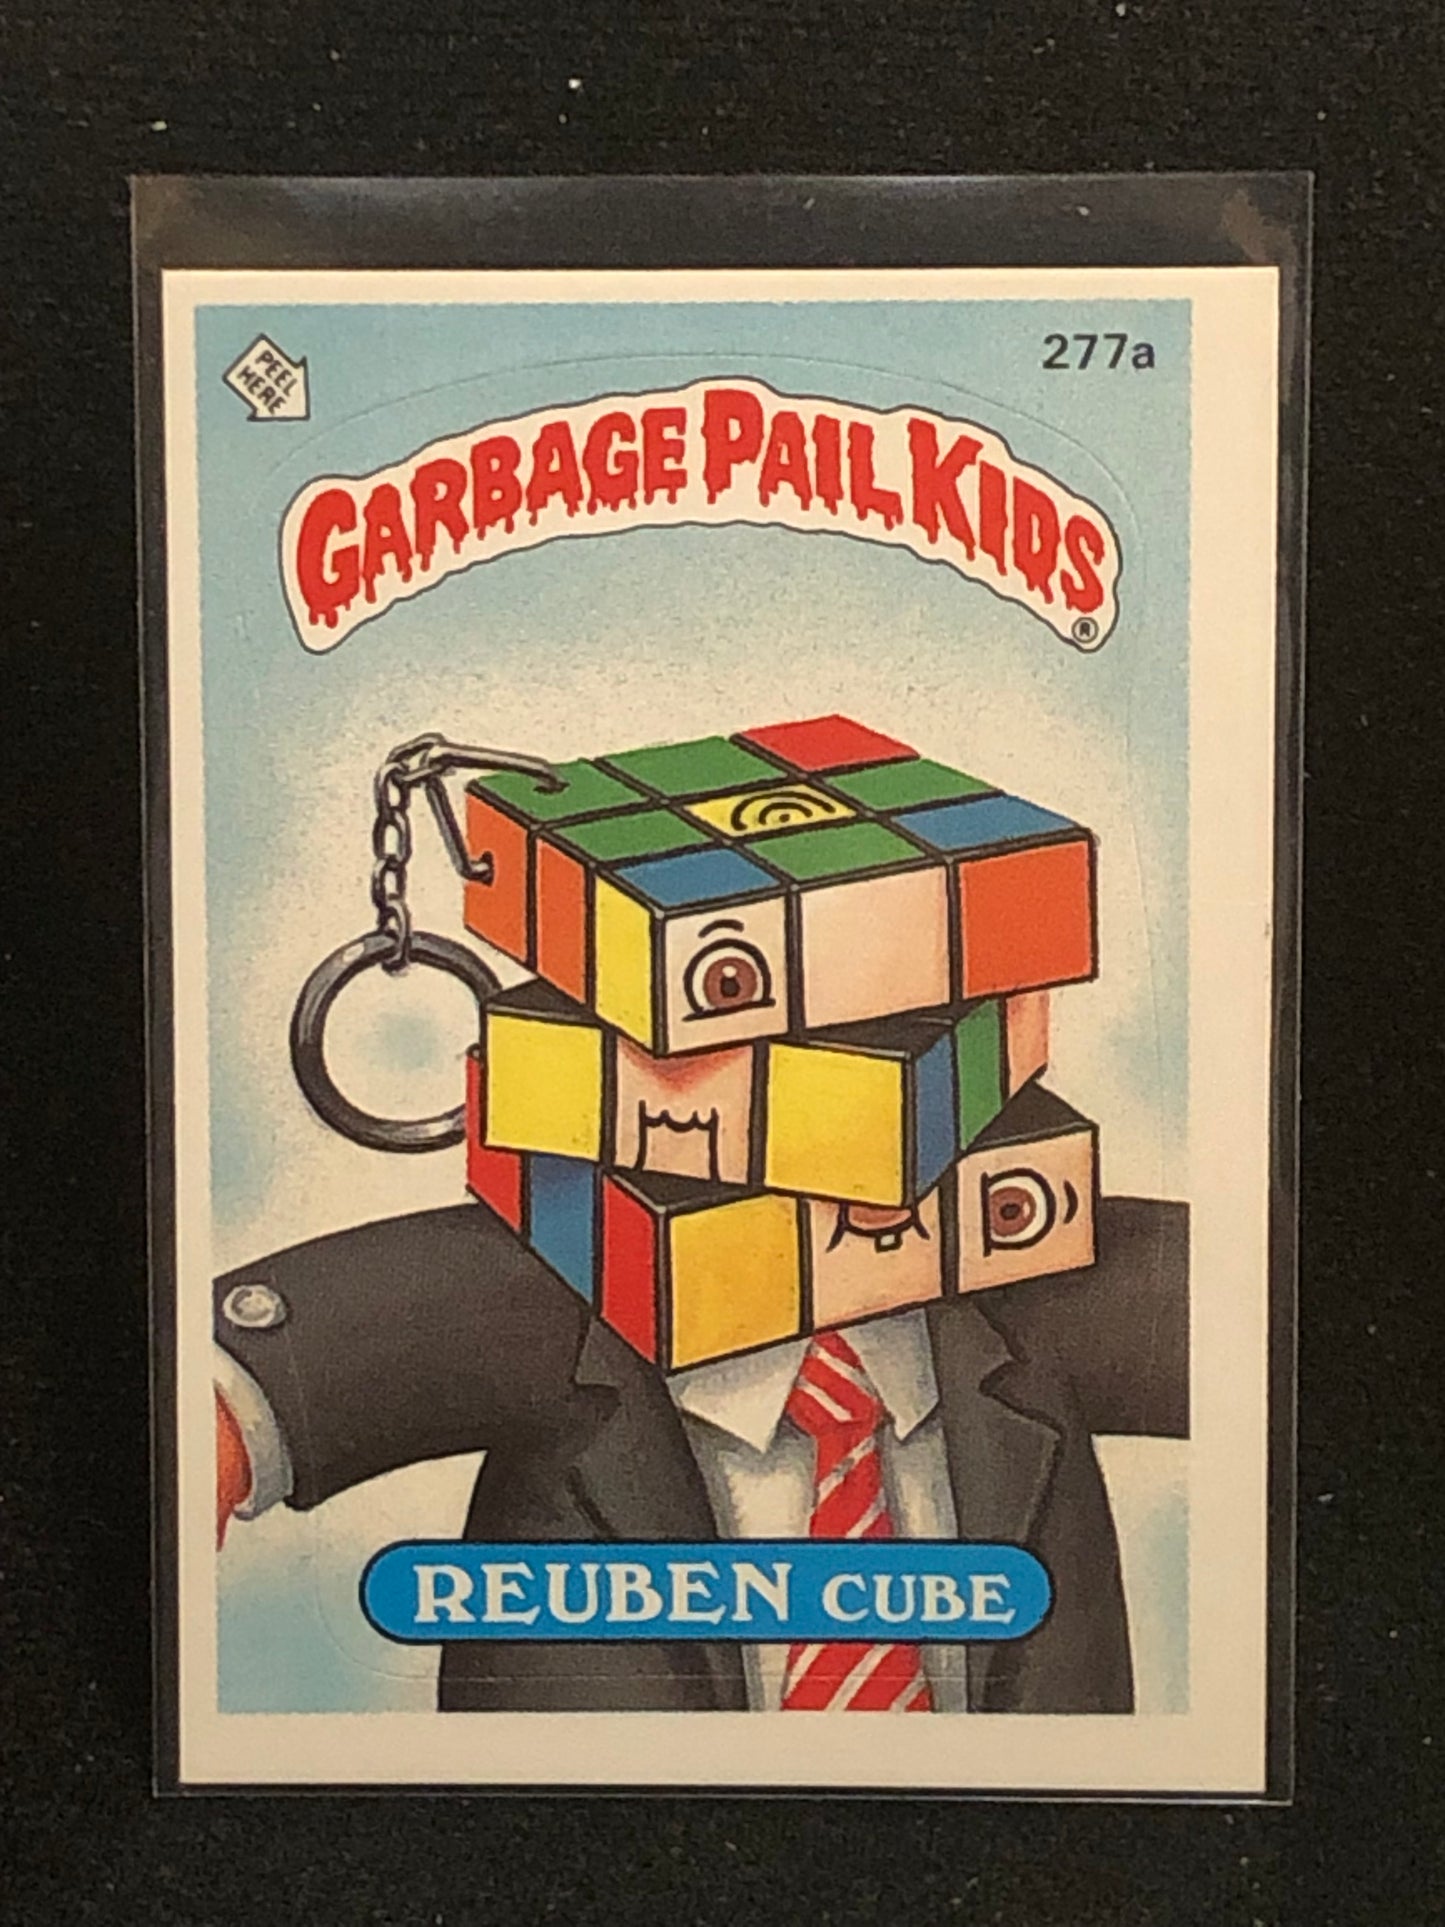 PEEL
HERE
277a
GARBAGE PAIL KIDS
®
REUBEN CUBE